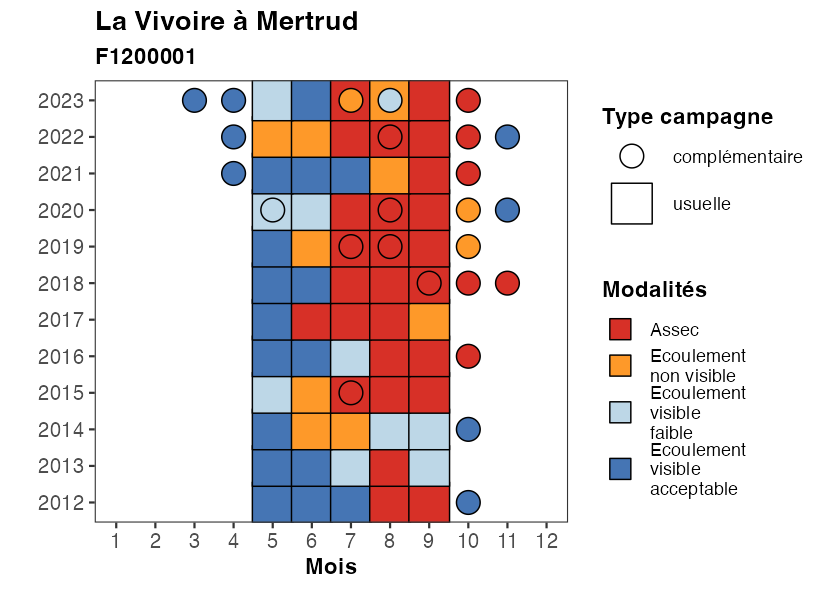 La Vivoire à Mertrud
F1200001
2023
2022
2021
2020
2019
2018
2017
2016
2015
2014
2013
2012
1 2 3 4 5 6 7 8 9 10 11 12
Mois
Type campagne
complémentaire
usuelle
Modalités
Assec
Ecoulement
non visible
Ecoulement
visible
faible
Ecoulement
visible
acceptable